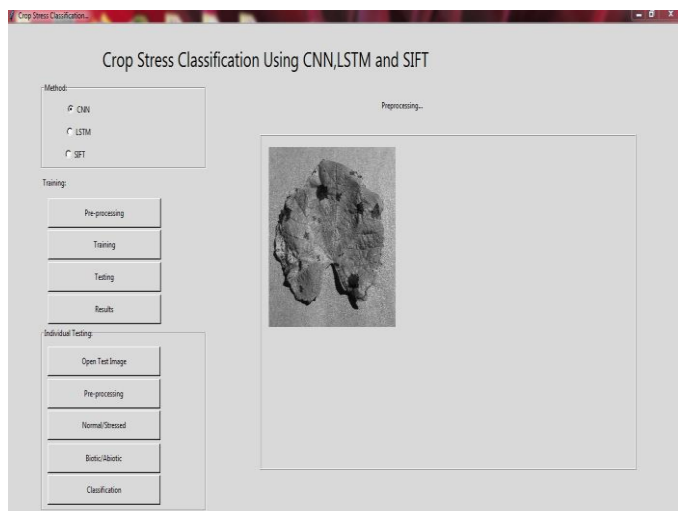 Crop Stress Classification...
Crop Stress Classification Using CNN,LSTM and SIFT
Method:
CNN
LSTM
SIFT
Preprocessing...
Training:
Pre-processing
Training
Testing
Results
Individual Testing:
Open Test Image
Pre-processing
Normal/Stressed
Biotic/Abiotic
Classification